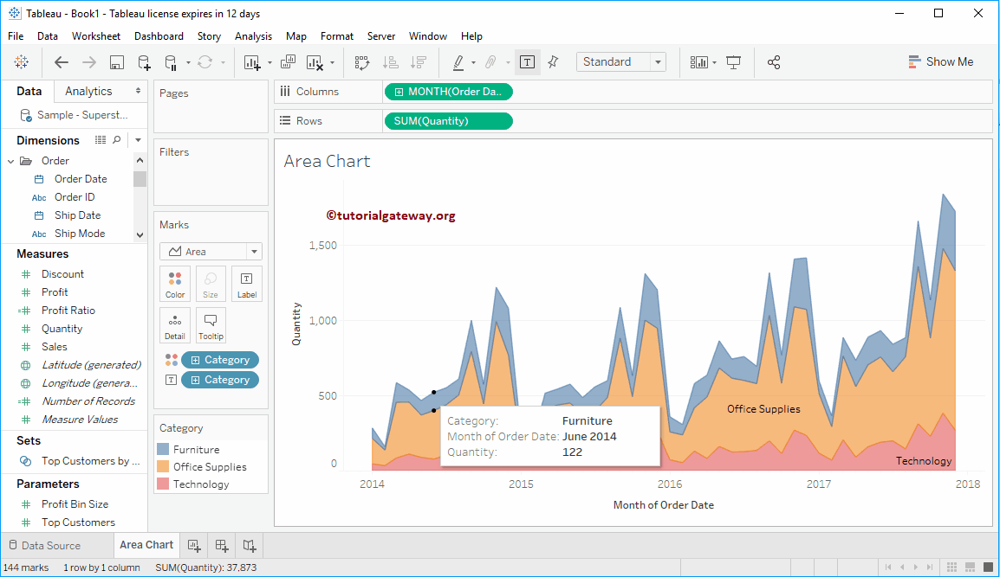 Tableau - Book1 - Tableau license expires in 12 days
File Data Worksheet Dashboard Story Analysis Map Format Server Window Help
Standard
Show Me
Data Analytics
Sample - Superst...
Dimensions
Order
Order Date
Abc Order ID
Ship Date
Abc Ship Mode
Measures
Discount
Profit
Profit Ratio
Quantity
Sales
Latitude (generated)
Longitude (genera...
Number of Records
Measure Values
Sets
Top Customers by ...
Parameters
Profit Bin Size
Top Customers
Pages
Filters
Marks
Area
Color Size Label
Detail Tooltip
Category
Category
Category
Furniture
Office Supplies
Technology
Columns MONTH(Order Da..
Rows SUM(Quantity)
Area Chart
©tutorialgateway.org
Quantity
1,500
1,000
500
0
Office Supplies
Technology
Category: Furniture
Month of Order Date: June 2014
Quantity: 122
2014 2015 2016 2017 2018
Month of Order Date
Data Source Area Chart
144 marks 1 row by 1 column SUM(Quantity): 37,873